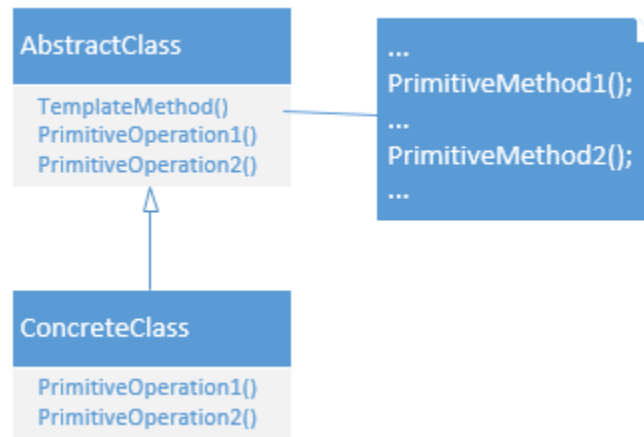 AbstractClass
TemplateMethod()
PrimitiveOperation1()
PrimitiveOperation2()
...
PrimitiveMethod1();
...
PrimitiveMethod2();
...
ConcreteClass
PrimitiveOperation1()
PrimitiveOperation2()